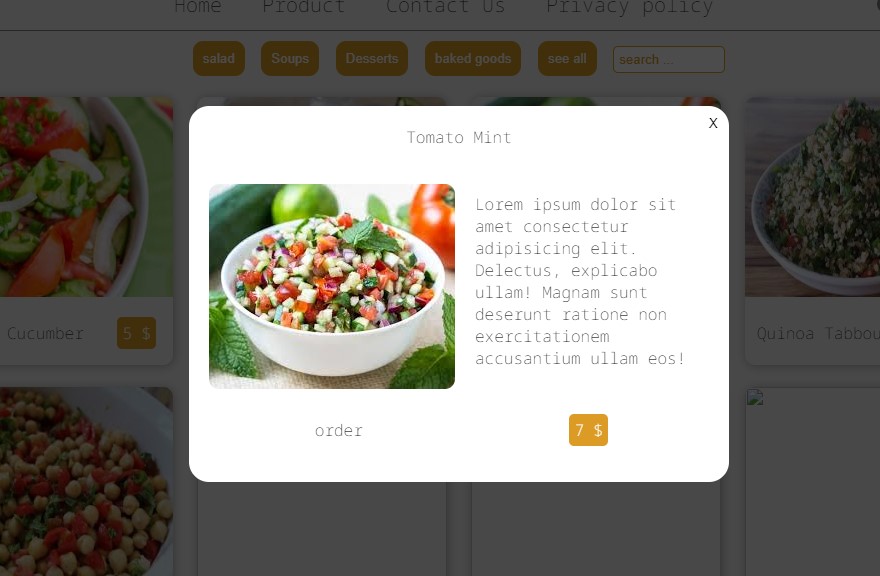 Home Product Contact Us Privacy policy
salad Soups Desserts baked goods see all search ...
X
Tomato Mint
Lorem ipsum dolor sit
amet consectetur
adipisicing elit.
Delectus, explicabo
ullam! Magnam sunt
deserunt ratione non
exercitationem
accusantium ullam eos!
Cucumber 5 $
Quinoa Tabbou
order 7 $